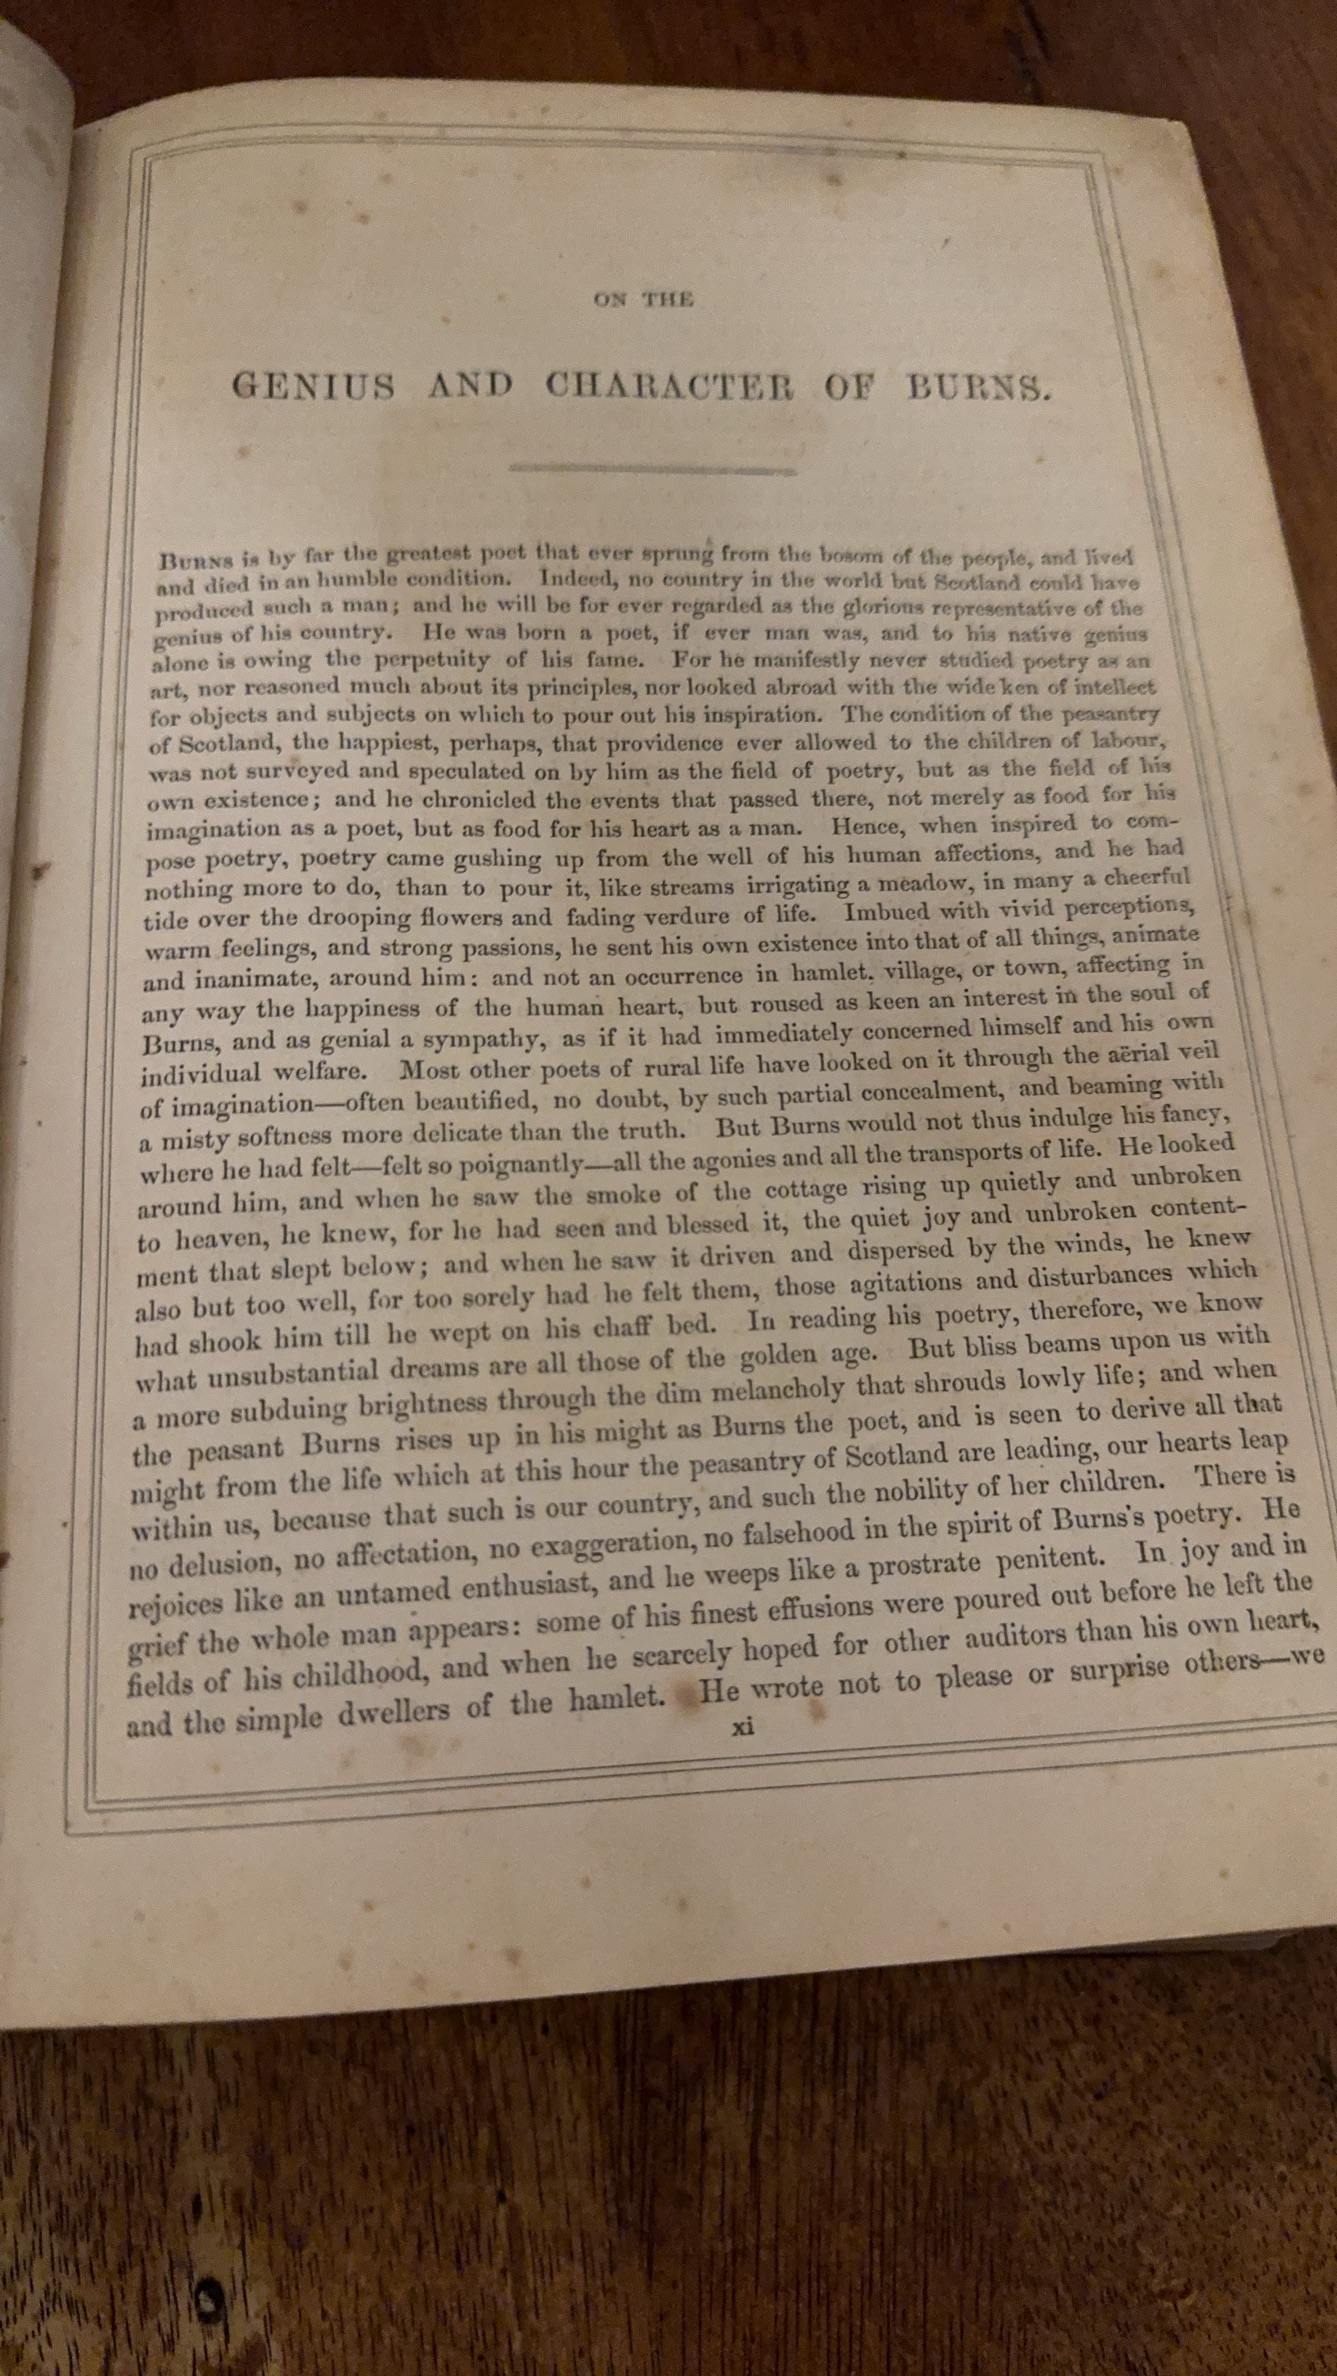 ON THE
GENIUS AND CHARACTER OF BURNS.
BURNS is by far the greatest poet that ever sprung from the bosom of the people, and lived
and died in an humble condition. Indeed, no country in the world but Scotland could have
produced such a man; and he will be for ever regarded as the glorious representative of the
genius of his country. He was born a poet, if ever man was, and to his native genius
alone is owing the perpetuity of his fame. For he manifestly never studied poetry as an
art, nor reasoned much about its principles, nor looked abroad with the wide ken of intellect
for objects and subjects on which to pour out his inspiration. The condition of the peasantry
of Scotland, the happiest, perhaps, that providence ever allowed to the children of labour,
was not surveyed and speculated on by him as the field of poetry, but as the field of his
own existence; and he chronicled the events that passed there, not merely as food for his
imagination as a poet, but as food for his heart as a man. Hence, when inspired to com-
pose poetry, poetry came gushing up from the well of his human affections, and he had
nothing more to do, than to pour it, like streams irrigating a meadow, in many a cheerful
tide over the drooping flowers and fading verdure of life. Imbued with vivid perceptions,
warm feelings, and strong passions, he sent his own existence into that of all things, animate
and inanimate, around him: and not an occurrence in hamlet, village, or town, affecting in
any way the happiness of the human heart, but roused as keen an interest in the soul of
Burns, and as genial a sympathy, as if it had immediately concerned himself and his own
individual welfare. Most other poets of rural life have looked on it through the aërial veil
of imagination—often beautified, no doubt, by such partial concealment, and beaming with
a misty softness more delicate than the truth. But Burns would not thus indulge his fancy,
where he had felt—felt so poignantly—all the agonies and all the transports of life. He looked
around him, and when he saw the smoke of the cottage rising up quietly and unbroken
to heaven, he knew, for he had seen and blessed it, the quiet joy and unbroken content-
ment that slept below; and when he saw it driven and dispersed by the winds, he knew
also but too well, for too sorely had he felt them, those agitations and disturbances which
had shook him till he wept on his chaff bed. In reading his poetry, therefore, we know
what unsubstantial dreams are all those of the golden age. But bliss beams upon us with
a more subduing brightness through the dim melancholy that shrouds lowly life; and when
the peasant Burns rises up in his might as Burns the poet, and is seen to derive all that
might from the life which at this hour the peasantry of Scotland are leading, our hearts leap
within us, because that such is our country, and such the nobility of her children. There is
no delusion, no affectation, no exaggeration, no falsehood in the spirit of Burns's poetry. He
rejoices like an untamed enthusiast, and he weeps like a prostrate penitent. In joy and in
grief the whole man appears: some of his finest effusions were poured out before he left the
fields of his childhood, and when he scarcely hoped for other auditors than his own heart,
and the simple dwellers of the hamlet. He wrote not to please or surprise others—we
xi